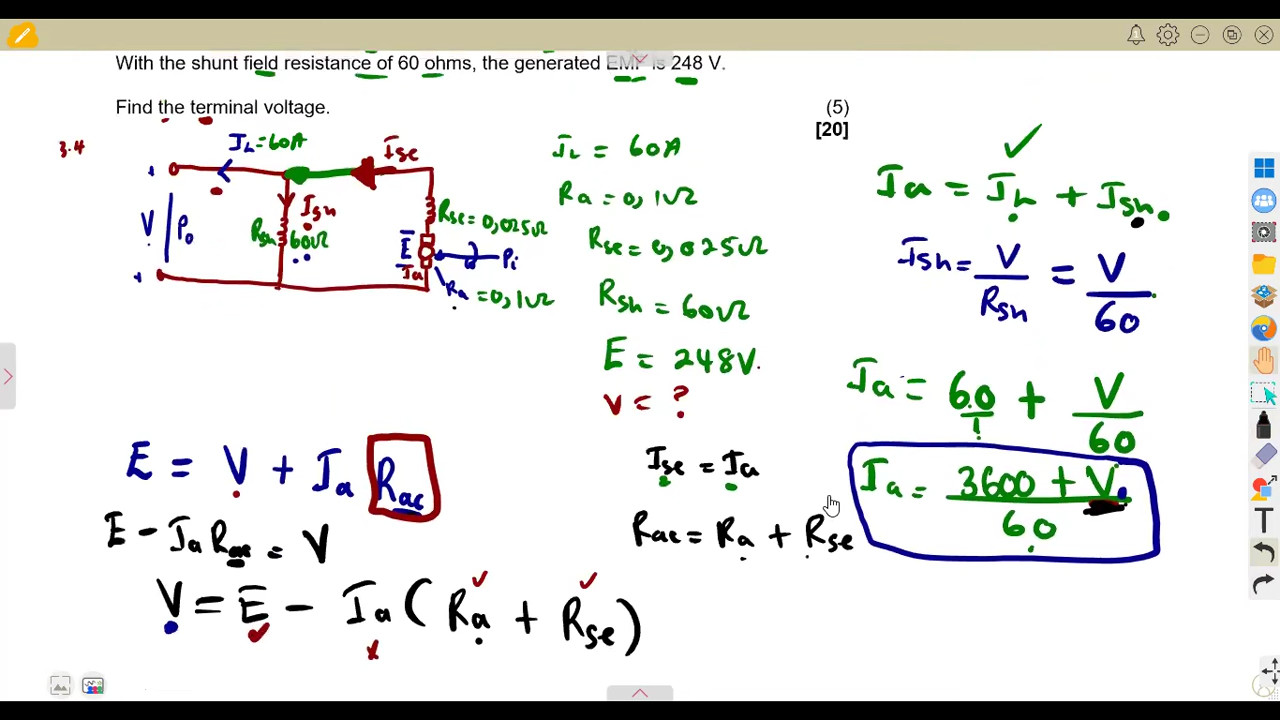 With the shunt field resistance of 60 ohms, the generated EMF is 248 V.
Find the terminal voltage.
(5)
[20]
3.4
IL = 60A
Ise
+
V
Po
Rsh
60Ω
Ish
Rse = 0,025Ω
E
Ia
Pi
Ra = 0,1Ω
+
IL = 60A
Ra = 0,1Ω
Rse = 0,025Ω
Rsh = 60Ω
E = 248V.
V = ?
Ise = Ia
Rac = Ra + Rse
Ia = IL + Ish
Ish = V/Rsh = V/60
Ia = 60/1 + V/60
Ia = 3600 + V/60
E = V + Ia Rac
E - Ia Rac = V
V = E - Ia (Ra + Rse)
T